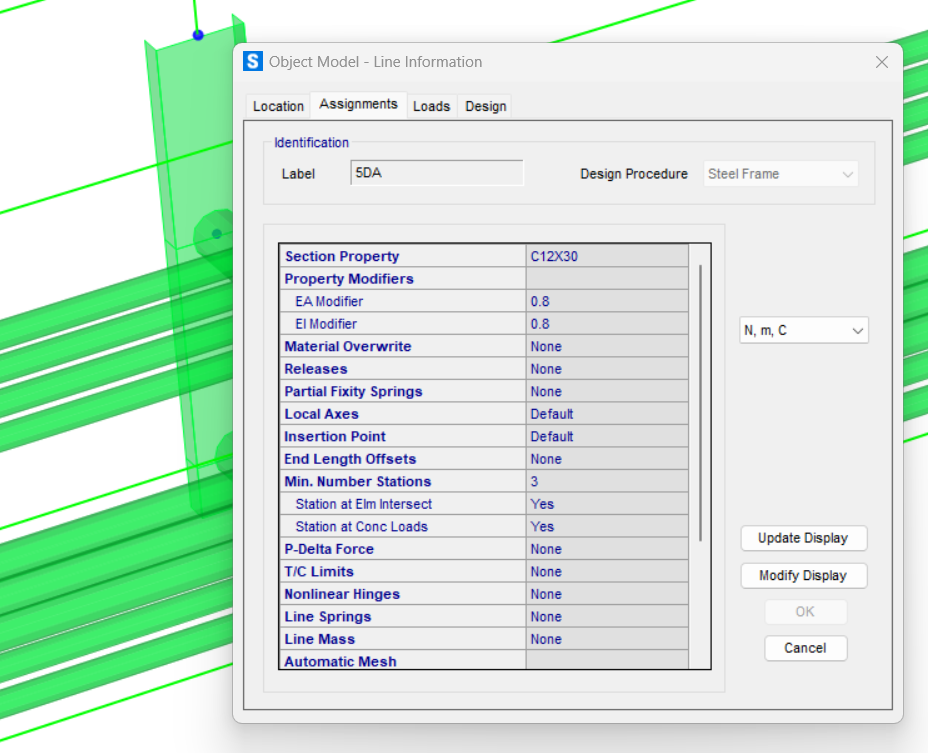 S Object Model - Line Information
Location Assignments Loads Design
Identification
Label 5DA Design Procedure Steel Frame
Section Property C12X30
Property Modifiers
EA Modifier 0.8
EI Modifier 0.8
Material Overwrite None
Releases None
Partial Fixity Springs None
Local Axes Default
Insertion Point Default
End Length Offsets None
Min. Number Stations 3
Station at Elm Intersect Yes
Station at Conc Loads Yes
P-Delta Force None
T/C Limits None
Nonlinear Hinges None
Line Springs None
Line Mass None
Automatic Mesh
N, m, C
Update Display
Modify Display
OK
Cancel